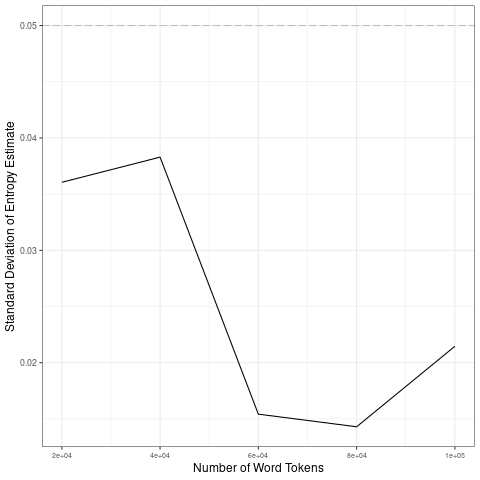 Standard Deviation of Entropy Estimate
0.05
0.04
0.03
0.02
2e+04 4e+04 6e+04 8e+04 1e+05
Number of Word Tokens